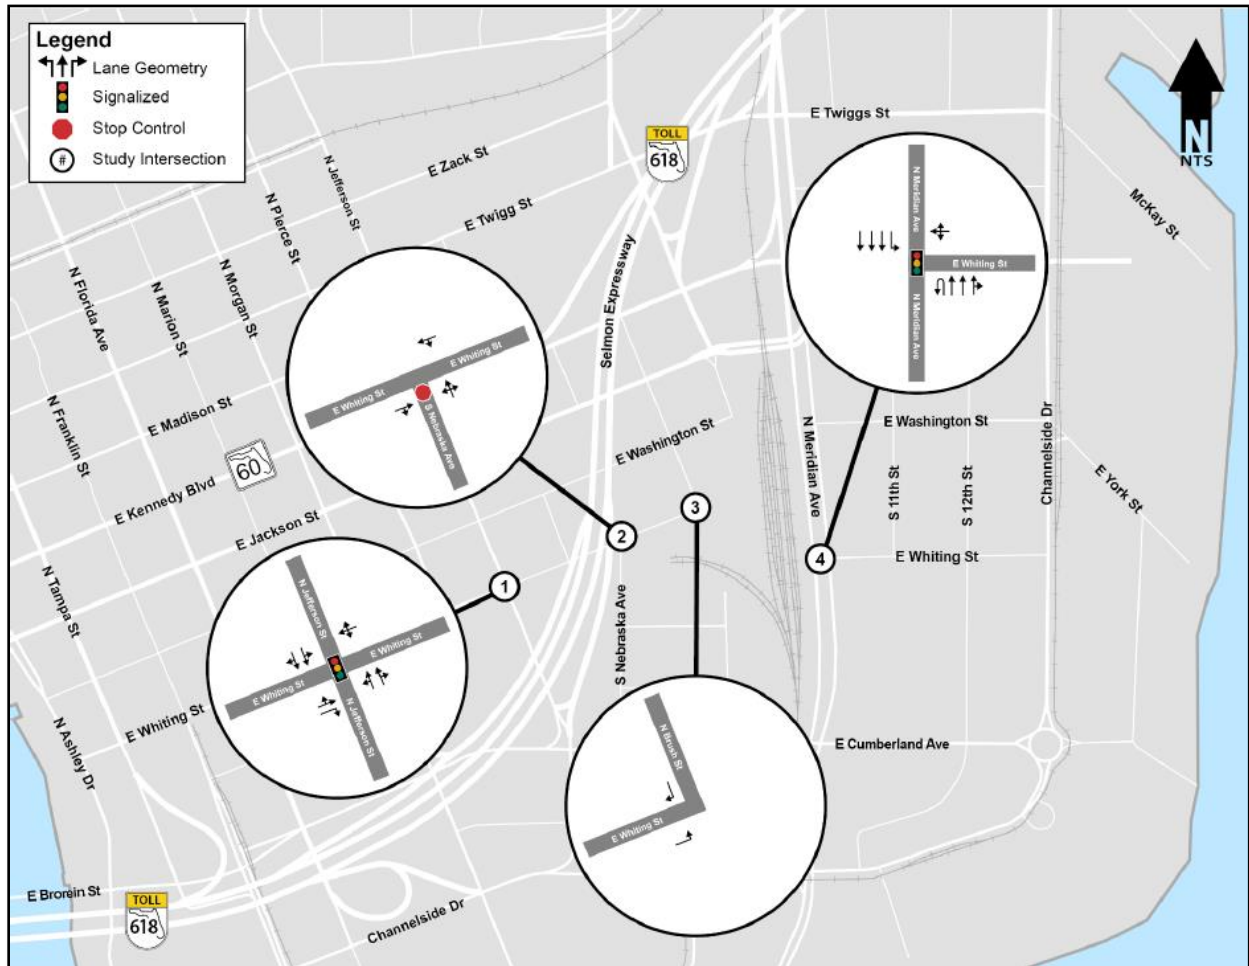 Legend
Lane Geometry
Signalized
Stop Control
# Study Intersection
N
NTS
TOLL
618
E Twiggs St
E Zack St
N Jefferson St
N Pierce St
E Twigg St
McKay St
N Meridian Ave
E Whiting St
N Meridian Ave
N Florida Ave
N Marion St
N Morgan St
Selmon Expressway
E Whiting St
E Whiting St
S Nebraska Ave
N Franklin St
E Madison St
60
E Kennedy Blvd
E Jackson St
E Washington St
N Meridian Ave
E Washington St
Channelside Dr
S 11th St
S 12th St
E York St
3
2
4
E Whiting St
1
N Tampa St
N Jefferson St
E Whiting St
E Whiting St
N Jefferson St
S Nebraska Ave
E Whiting St
N Ashley Dr
N Brush St
E Whiting St
E Cumberland Ave
E Brorein St
TOLL
618
Channelside Dr